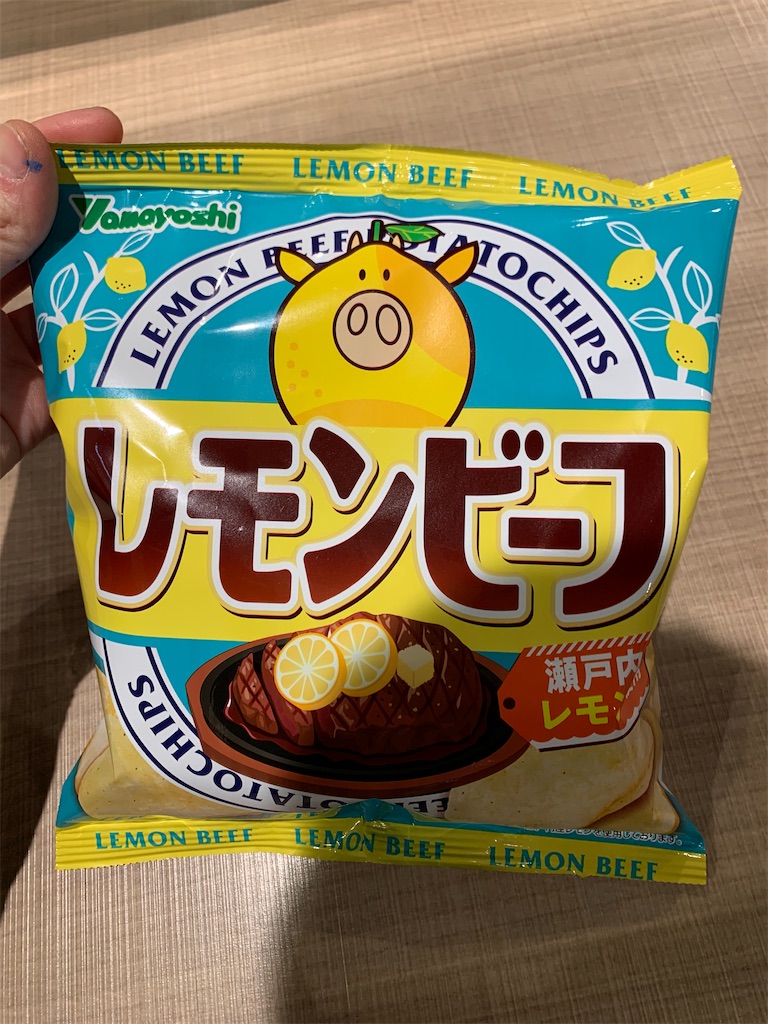 LEMON BEEF LEMON BEEF LEMON BEEF
Yamayoshi
LEMON BEEF POTATOCHIPS
レモンビーフ
瀬戸内
レモン
POTATOCHIPS
LEMON BEEF LEMON BEEF LEMON BEEF